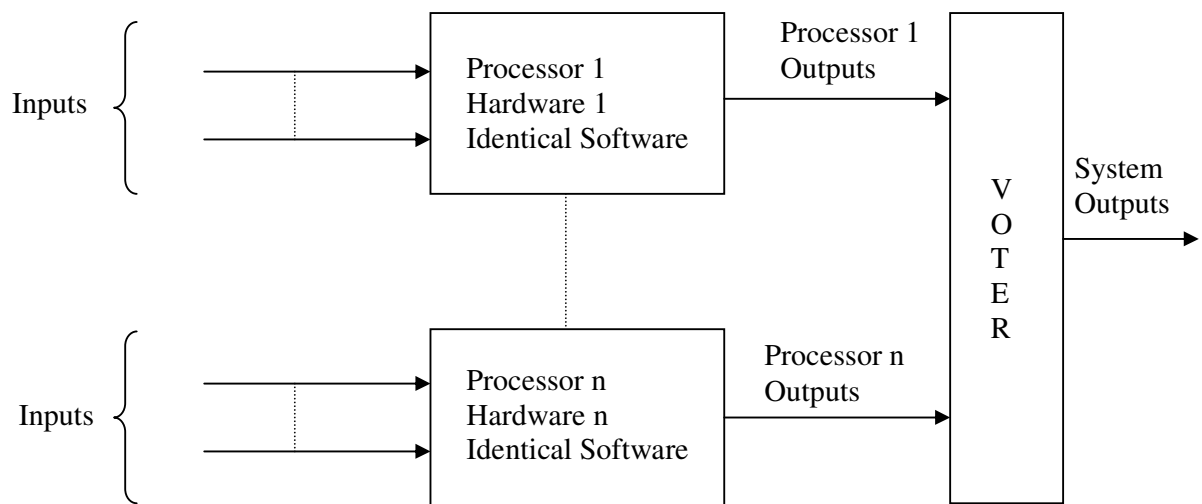 Inputs
Processor 1
Hardware 1
Identical Software
Processor 1
Outputs
V
O
T
E
R
System
Outputs
Inputs
Processor n
Hardware n
Identical Software
Processor n
Outputs